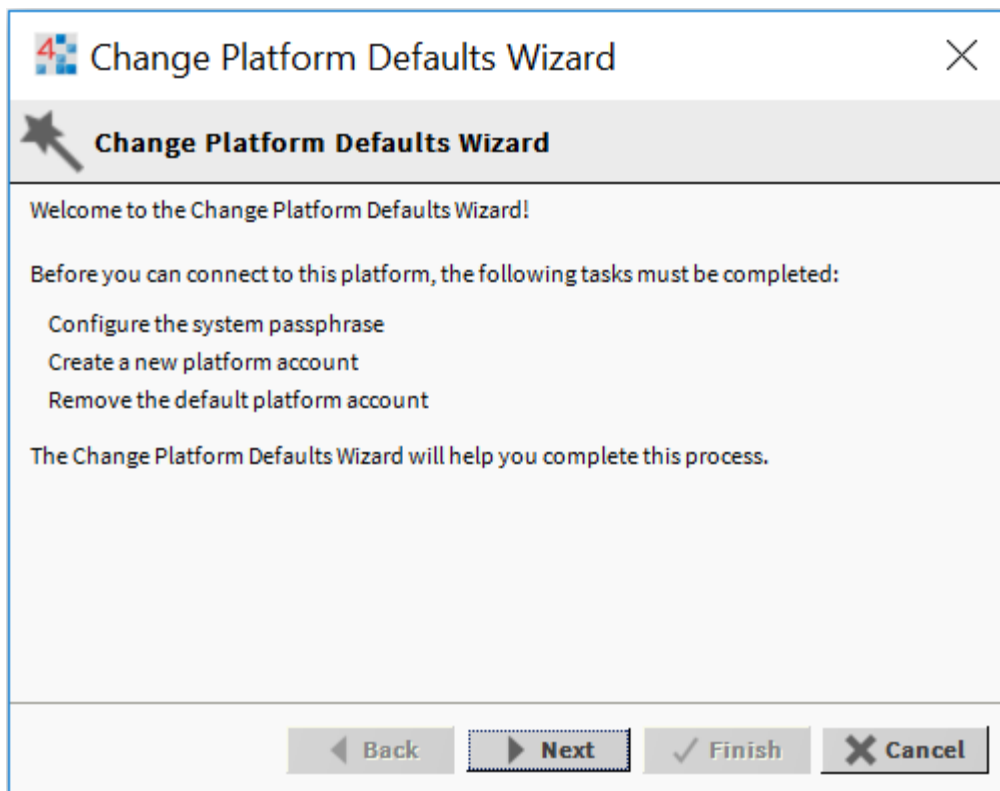 4
Change Platform Defaults Wizard
Change Platform Defaults Wizard
Welcome to the Change Platform Defaults Wizard!
Before you can connect to this platform, the following tasks must be completed:
Configure the system passphrase
Create a new platform account
Remove the default platform account
The Change Platform Defaults Wizard will help you complete this process.
Back Next Finish Cancel